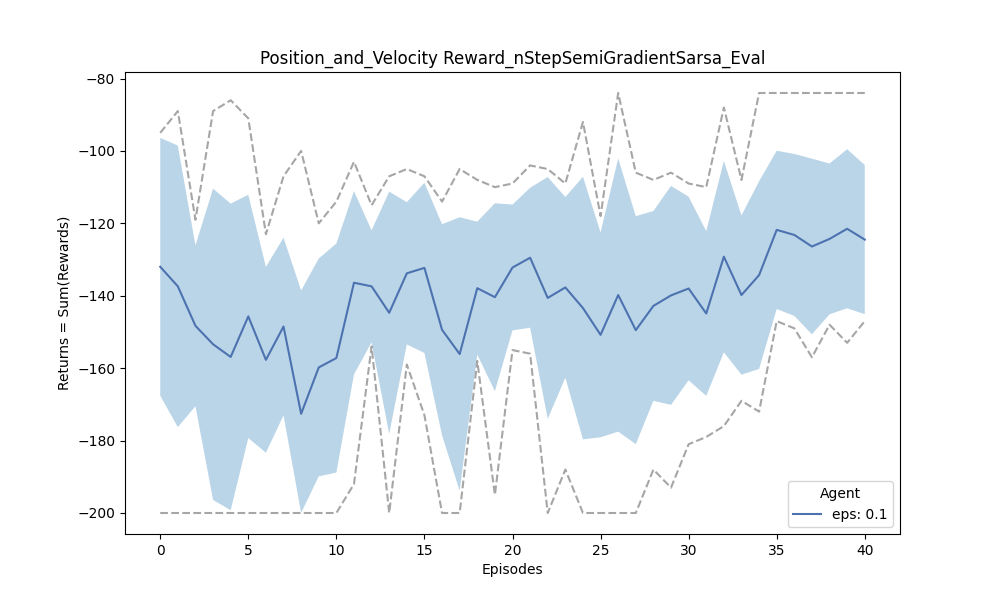 Position_and_Velocity Reward_nStepSemiGradientSarsa_Eval
Returns = Sum(Rewards)
−80
−100
−120
−140
−160
−180
−200
0 5 10 15 20 25 30 35 40
Episodes
Agent
eps: 0.1